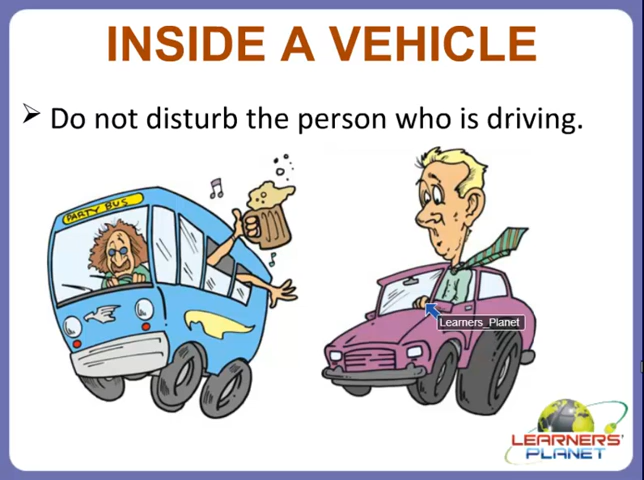 INSIDE A VEHICLE
Do not disturb the person who is driving.
PARTY BUS
Learners_Planet
LEARNERS'
PLANET